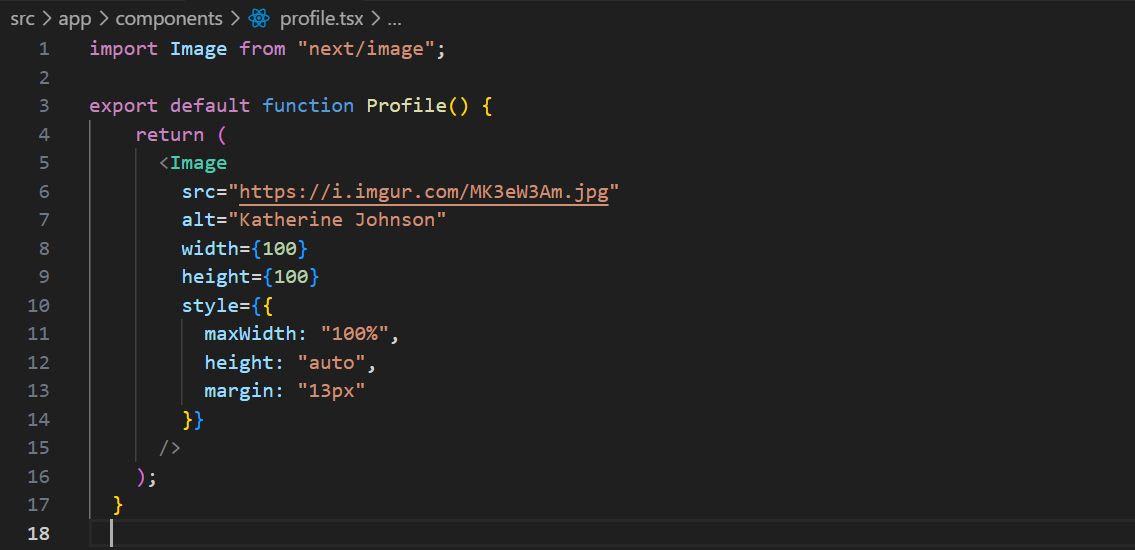 src > app > components > profile.tsx > ...
1 import Image from "next/image";
2
3 export default function Profile() {
4     return (
5       <Image
6         src="https://i.imgur.com/MK3eW3Am.jpg"
7         alt="Katherine Johnson"
8         width={100}
9         height={100}
10         style={{
11           maxWidth: "100%",
12           height: "auto",
13           margin: "13px"
14         }}
15       />
16     );
17   }
18